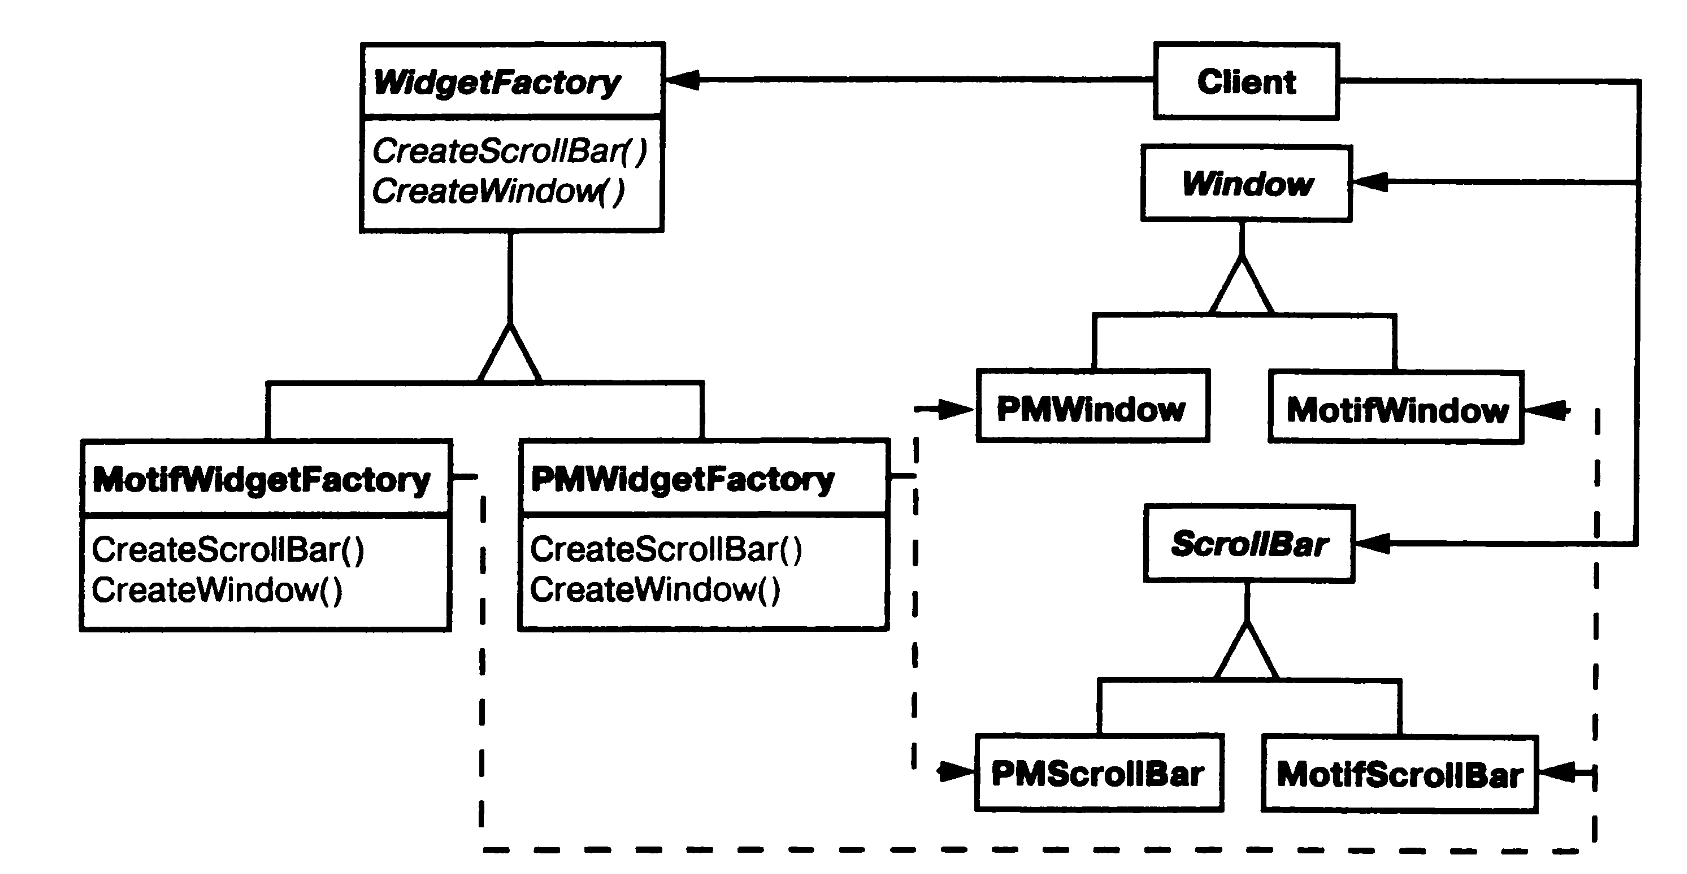 WidgetFactory
CreateScrollBar()
CreateWindow()
Client
Window
PMWindow
MotifWindow
MotifWidgetFactory
CreateScrollBar()
CreateWindow()
PMWidgetFactory
CreateScrollBar()
CreateWindow()
ScrollBar
PMScrollBar
MotifScrollBar